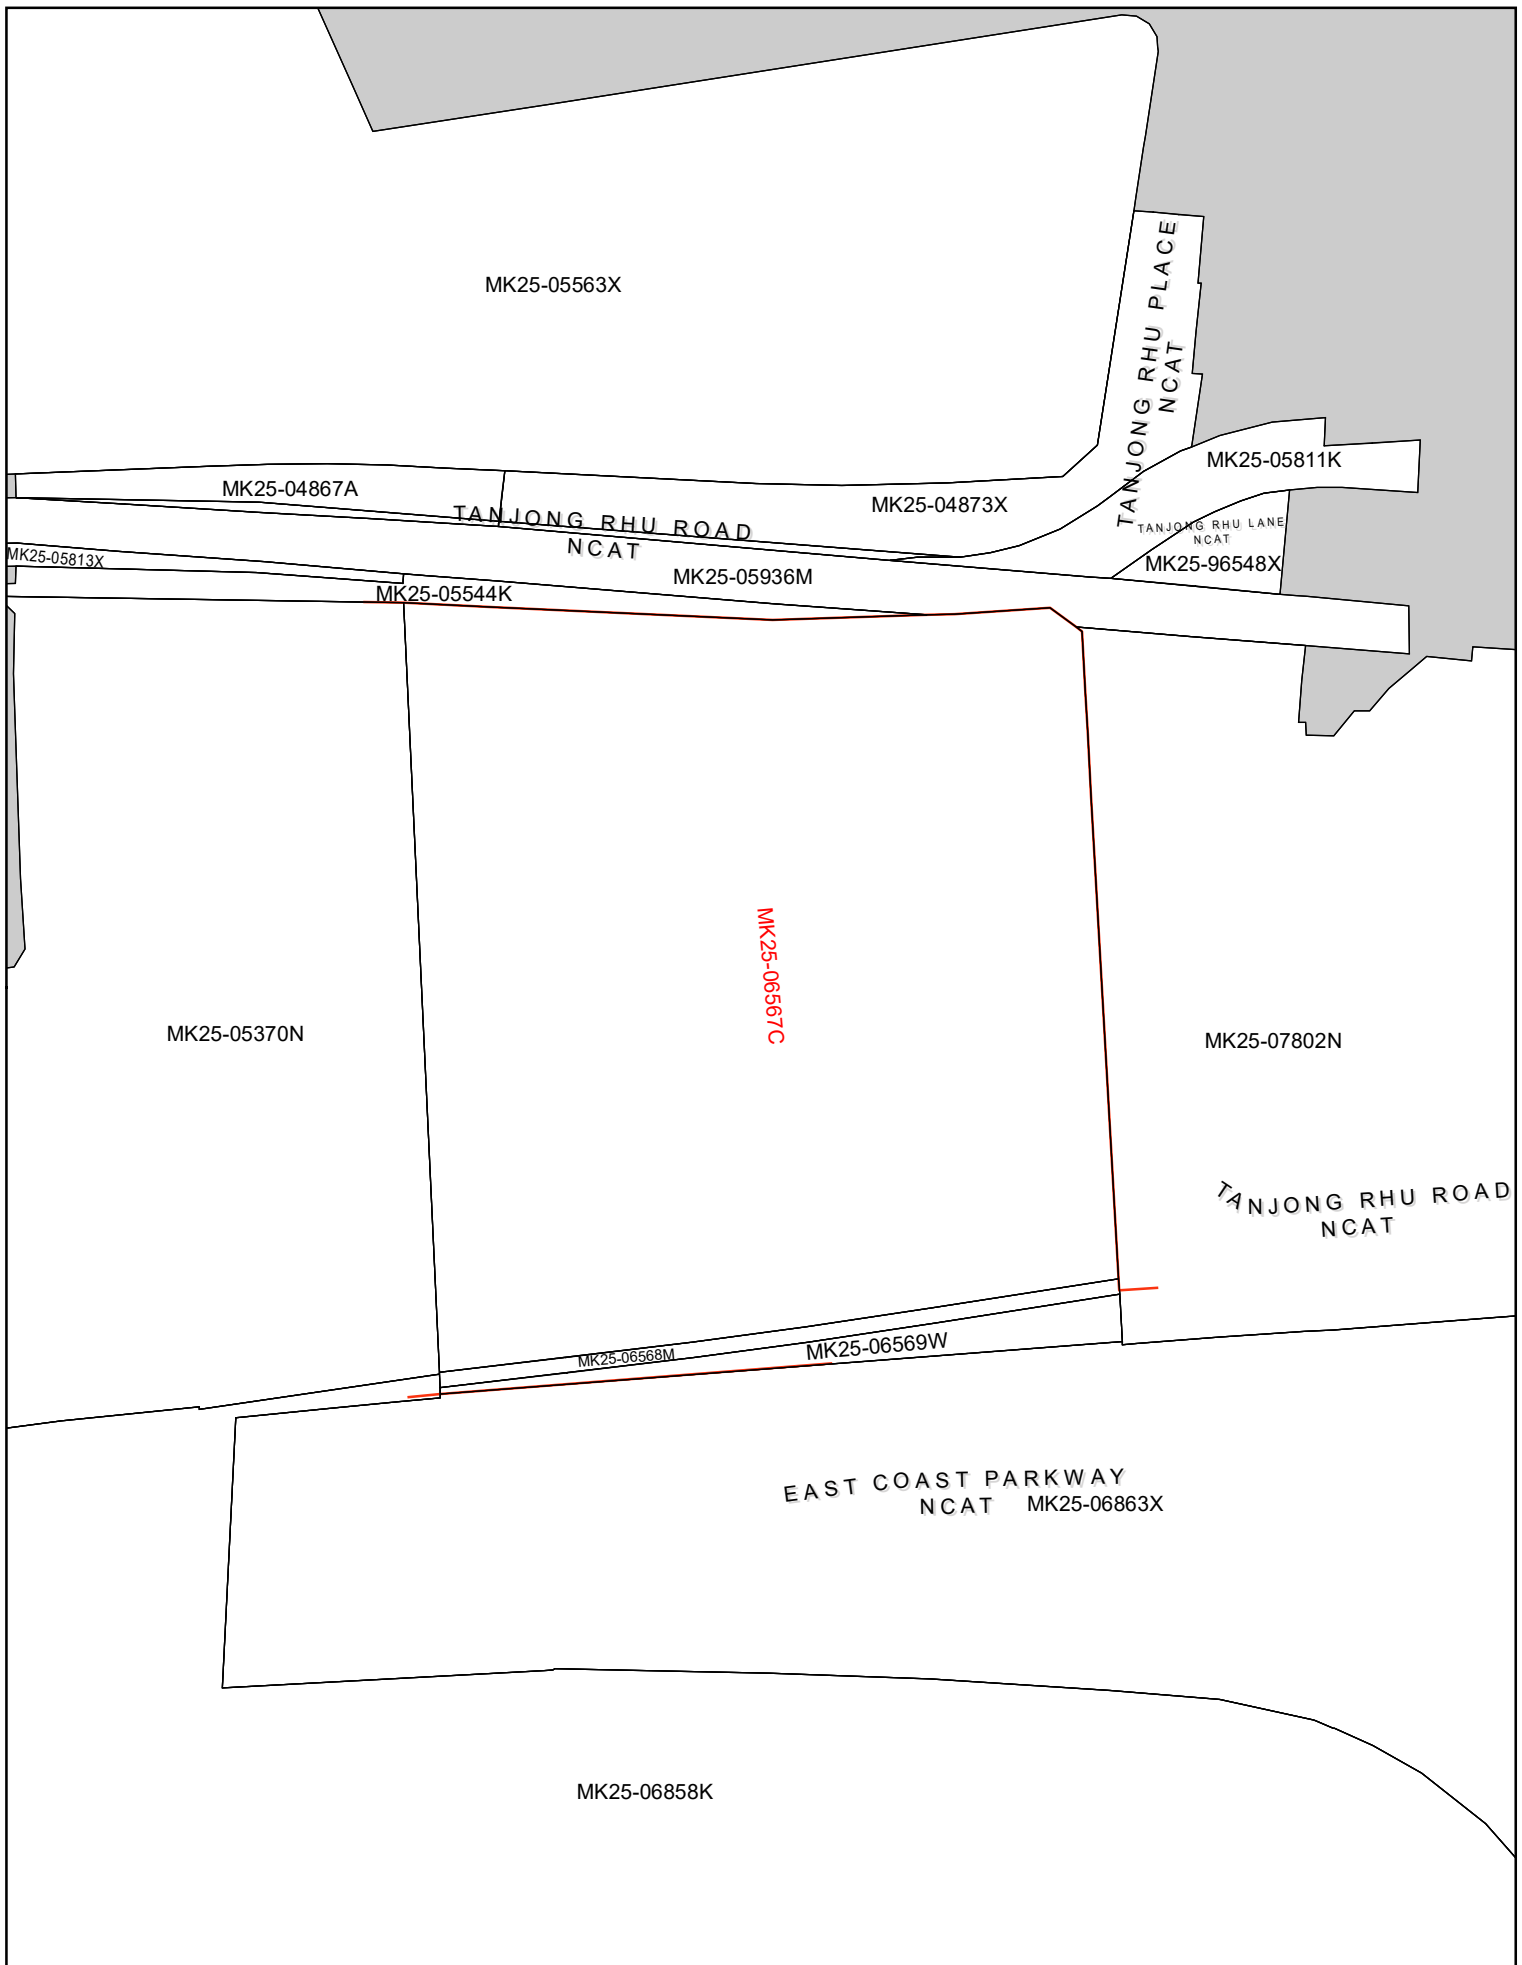 MK25-05563X
TANJONG RHU PLACE
NCAT
MK25-05811K
MK25-04867A
MK25-04873X
TANJONG RHU ROAD
NCAT
TANJONG RHU LANE
NCAT
MK25-96548X
MK25-05813X
MK25-05936M
MK25-05544K
MK25-06567C
MK25-05370N
MK25-07802N
TANJONG RHU ROAD
NCAT
MK25-06569W
MK25-06568M
EAST COAST PARKWAY
NCAT MK25-06863X
MK25-06858K